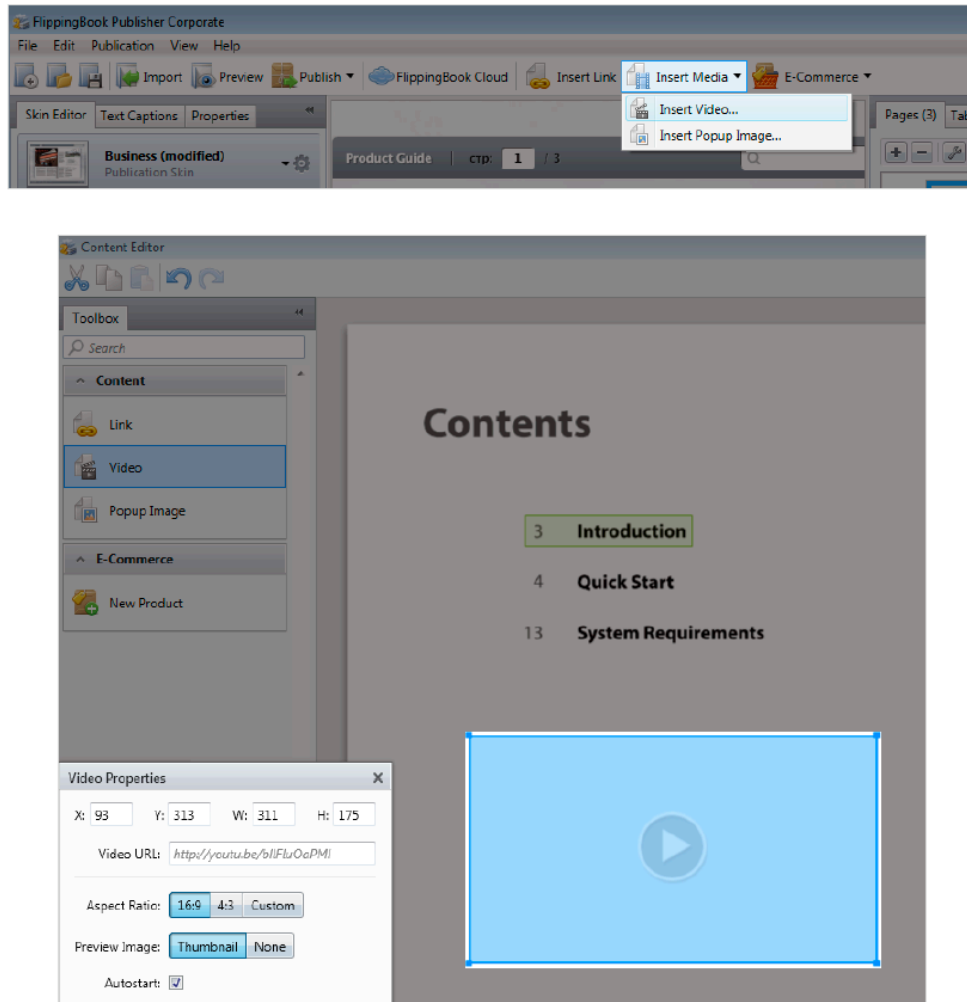 FlippingBook Publisher Corporate
File Edit Publication View Help
Import Preview Publish FlippingBook Cloud Insert Link Insert Media E-Commerce
Skin Editor Text Captions Properties
Insert Video...
Pages (3)
Insert Popup Image...
Business (modified)
Publication Skin
Product Guide стр: 1 / 3
Content Editor
Toolbox
Search
Content
Link
Video
Popup Image
E-Commerce
New Product
Contents
3 Introduction
4 Quick Start
13 System Requirements
Video Properties
X: 93 Y: 313 W: 311 H: 175
Video URL:
Aspect Ratio: 16:9 4:3 Custom
Preview Image: Thumbnail None
Autostart: